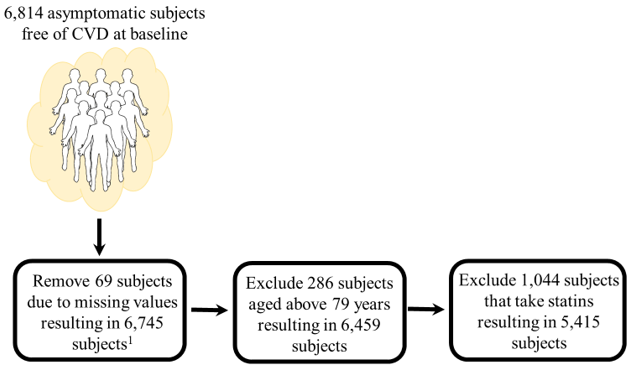 6,814 asymptomatic subjects
free of CVD at baseline
Remove 69 subjects
due to missing values
resulting in 6,745
subjects¹
Exclude 286 subjects
aged above 79 years
resulting in 6,459
subjects
Exclude 1,044 subjects
that take statins
resulting in 5,415
subjects